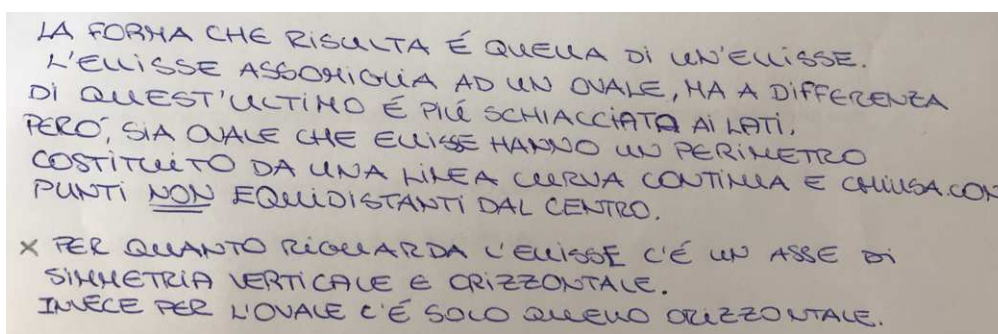 LA FORMA CHE RISULTA É QUELLA DI UN'ELLISSE.
L'ELLISSE ASSOMIGLIA AD UN OVALE, MA A DIFFERENZA
DI QUEST'ULTIMO É PIÚ SCHIACCIATA AI LATI.
PERÓ, SIA OVALE CHE ELLISSE HANNO UN PERIMETRO
COSTITUITO DA UNA LINEA CURVA CONTINUA E CHIUSA. CON
PUNTI NON EQUIDISTANTI DAL CENTRO.
× PER QUANTO RIGUARDA L'ELLISSE C'É UN ASSE DI
SIMMETRIA VERTICALE E ORIZZONTALE.
INVECE PER L'OVALE C'É SOLO QUELLO ORIZZONTALE.